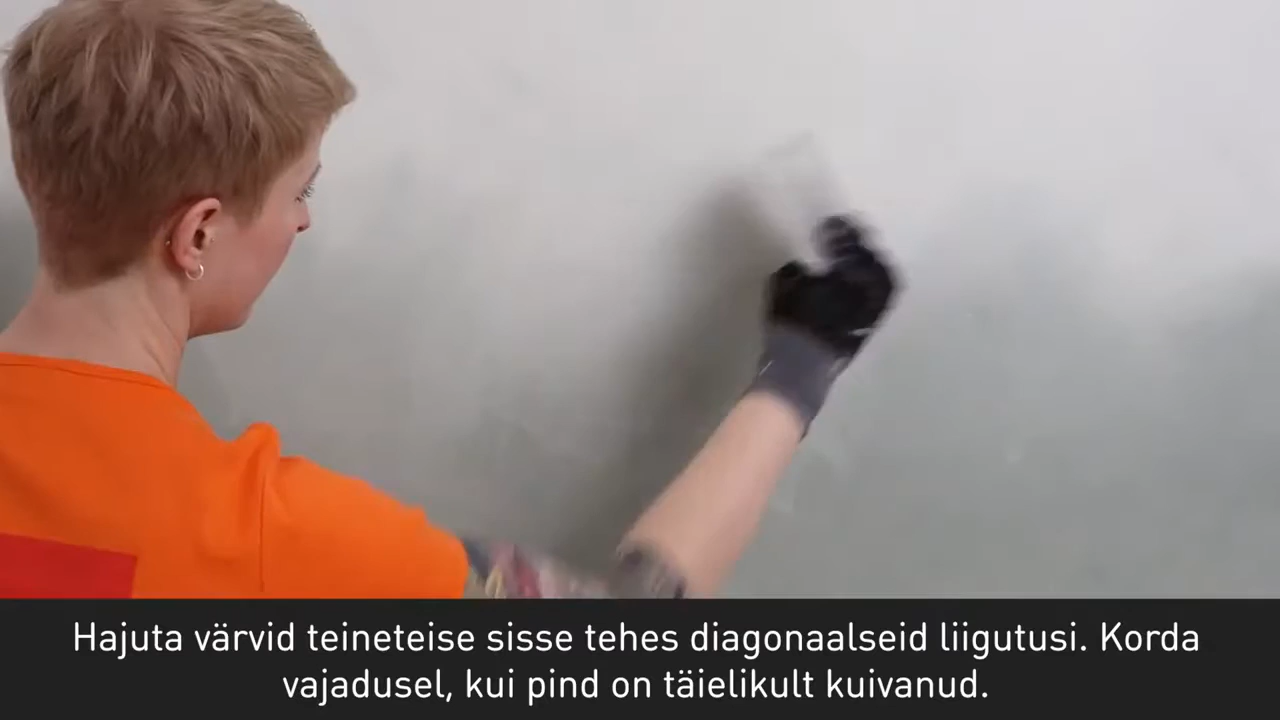 Hajuta värvid teineteise sisse tehes diagonaalseid liigutusi. Korda
vajadusel, kui pind on täielikult kuivanud.